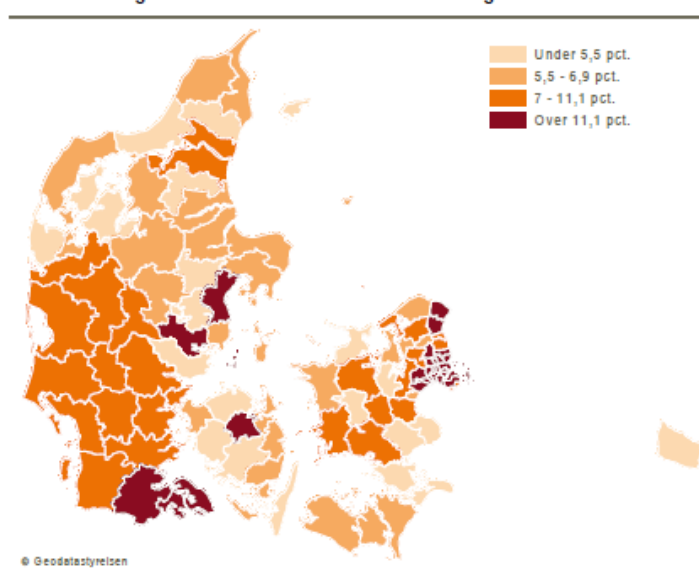 Under 5,5 pct.
5,5 - 6,9 pct.
7 - 11,1 pct.
Over 11,1 pct.
© Geodatastyrelsen